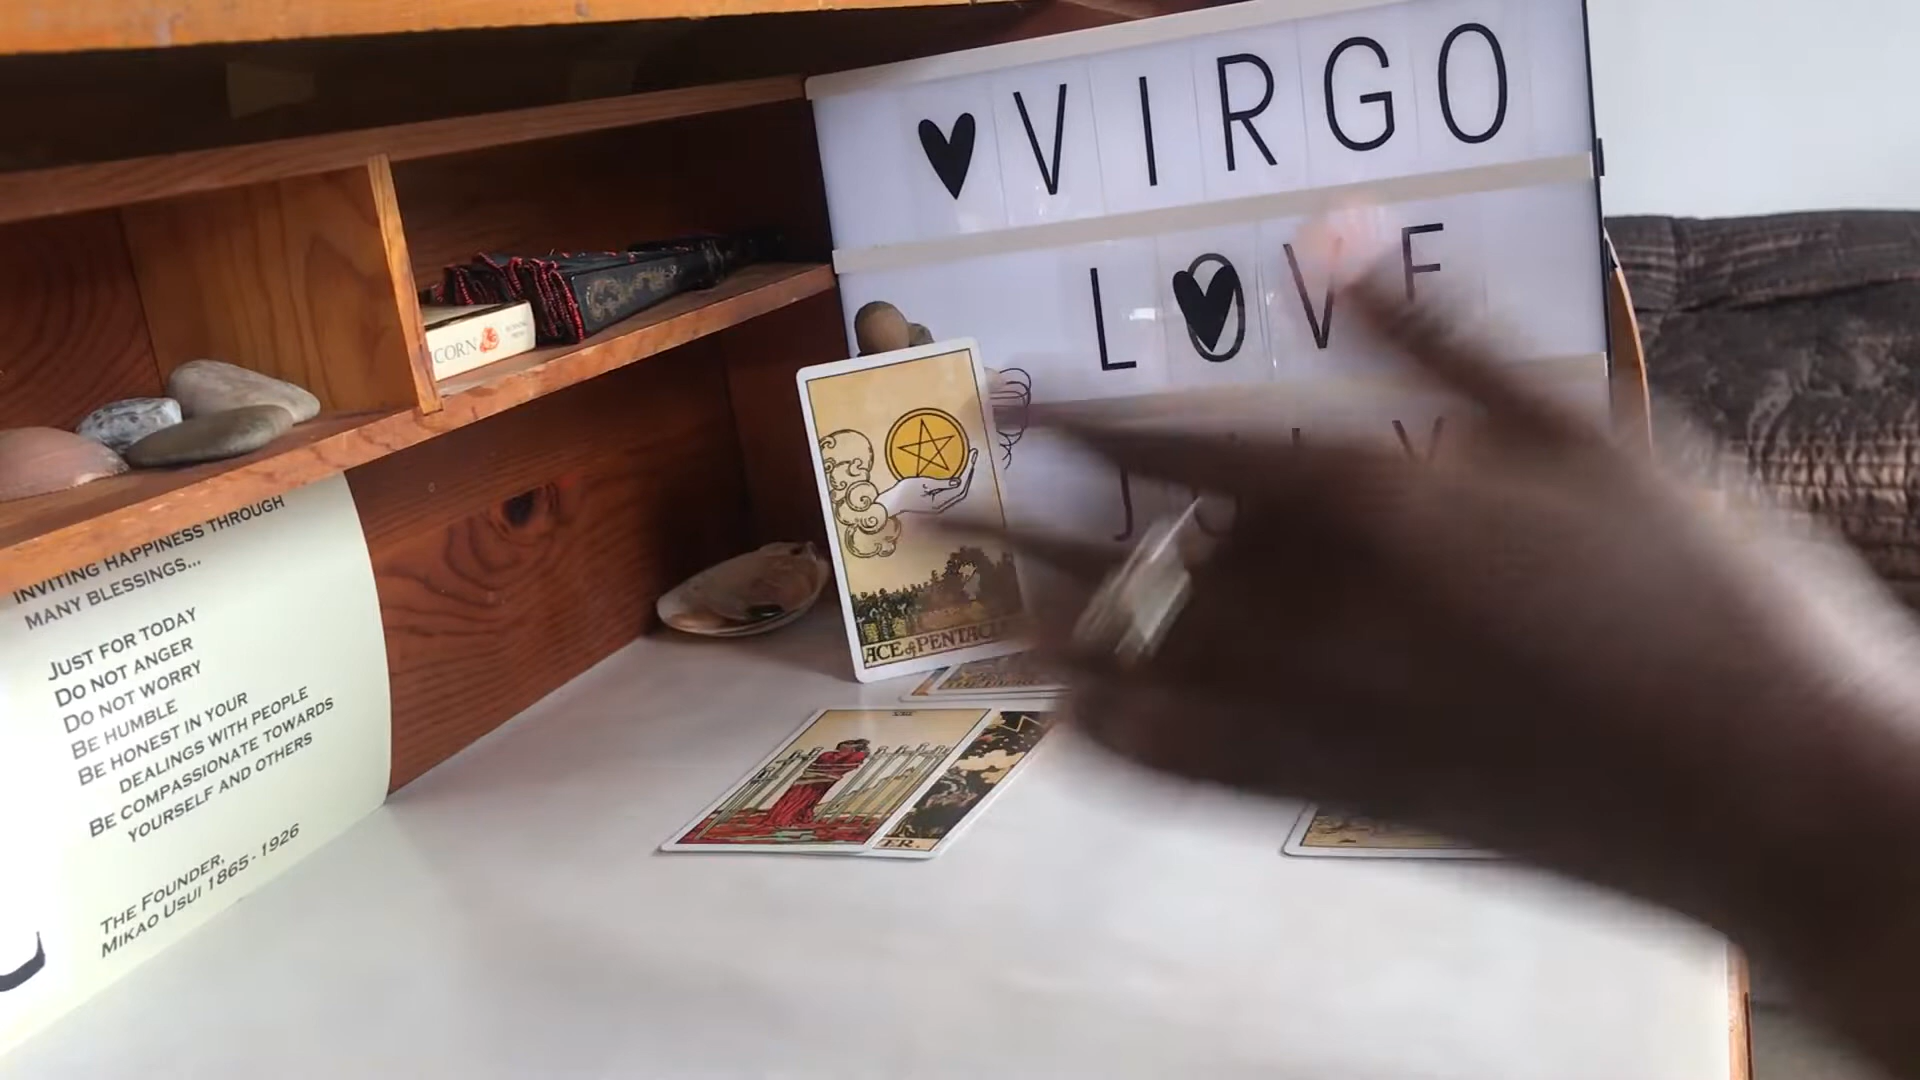 ♥ VIRGO
LOVE
CORN
ACE of PENTACL
ER.
INVITING HAPPINESS THROUGH
MANY BLESSINGS...
JUST FOR TODAY
DO NOT ANGER
DO NOT WORRY
BE HUMBLE
BE HONEST IN YOUR
DEALINGS WITH PEOPLE
BE COMPASSIONATE TOWARDS
YOURSELF AND OTHERS
THE FOUNDER,
MIKAO USUI 1865-1926